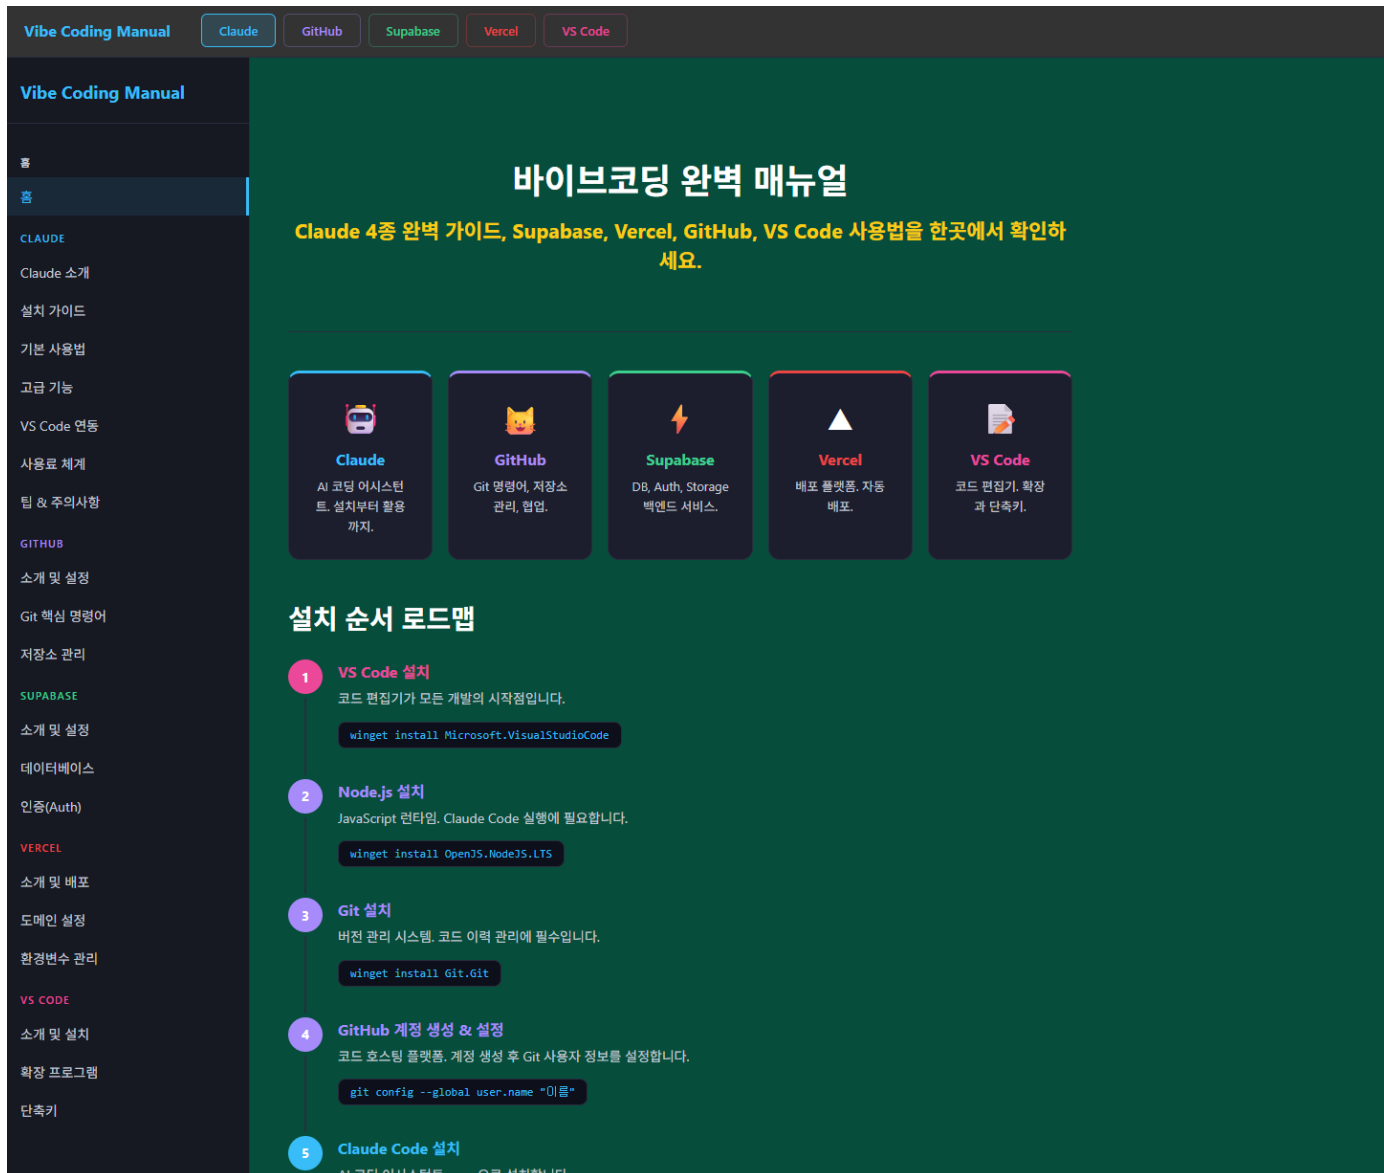 Vibe Coding Manual
Claude
GitHub
Supabase
Vercel
VS Code
Vibe Coding Manual
홈
홈
CLAUDE
Claude 소개
설치 가이드
기본 사용법
고급 기능
VS Code 연동
사용료 체계
팁 & 주의사항
GITHUB
소개 및 설정
Git 핵심 명령어
저장소 관리
SUPABASE
소개 및 설정
데이터베이스
인증(Auth)
VERCEL
소개 및 배포
도메인 설정
환경변수 관리
VS CODE
소개 및 설치
확장 프로그램
단축키
바이브코딩 완벽 매뉴얼
Claude 4종 완벽 가이드, Supabase, Vercel, GitHub, VS Code 사용법을 한곳에서 확인하
세요.
Claude
AI 코딩 어시스턴
트. 설치부터 활용
까지.
GitHub
Git 명령어, 저장소
관리, 협업.
Supabase
DB, Auth, Storage
백엔드 서비스.
Vercel
배포 플랫폼. 자동
배포.
VS Code
코드 편집기. 확장
과 단축키.
설치 순서 로드맵
1
VS Code 설치
코드 편집기가 모든 개발의 시작점입니다.
winget install Microsoft.VisualStudioCode
2
Node.js 설치
JavaScript 런타임. Claude Code 실행에 필요합니다.
winget install OpenJS.NodeJS.LTS
3
Git 설치
버전 관리 시스템. 코드 이력 관리에 필수입니다.
winget install Git.Git
4
GitHub 계정 생성 & 설정
코드 호스팅 플랫폼. 계정 생성 후 Git 사용자 정보를 설정합니다.
git config --global user.name "이름"
5
Claude Code 설치